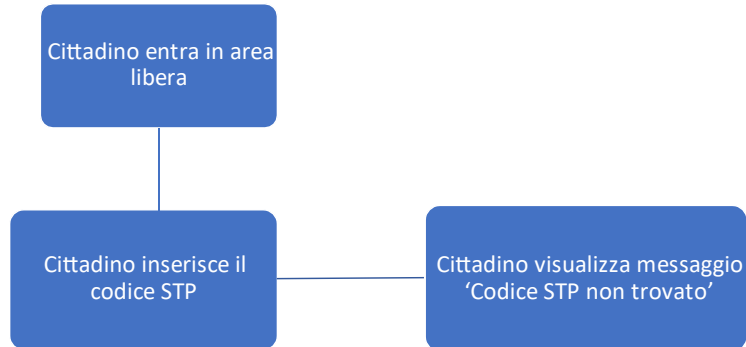 Cittadino entra in area
libera
Cittadino inserisce il
codice STP
Cittadino visualizza messaggio
‘Codice STP non trovato’